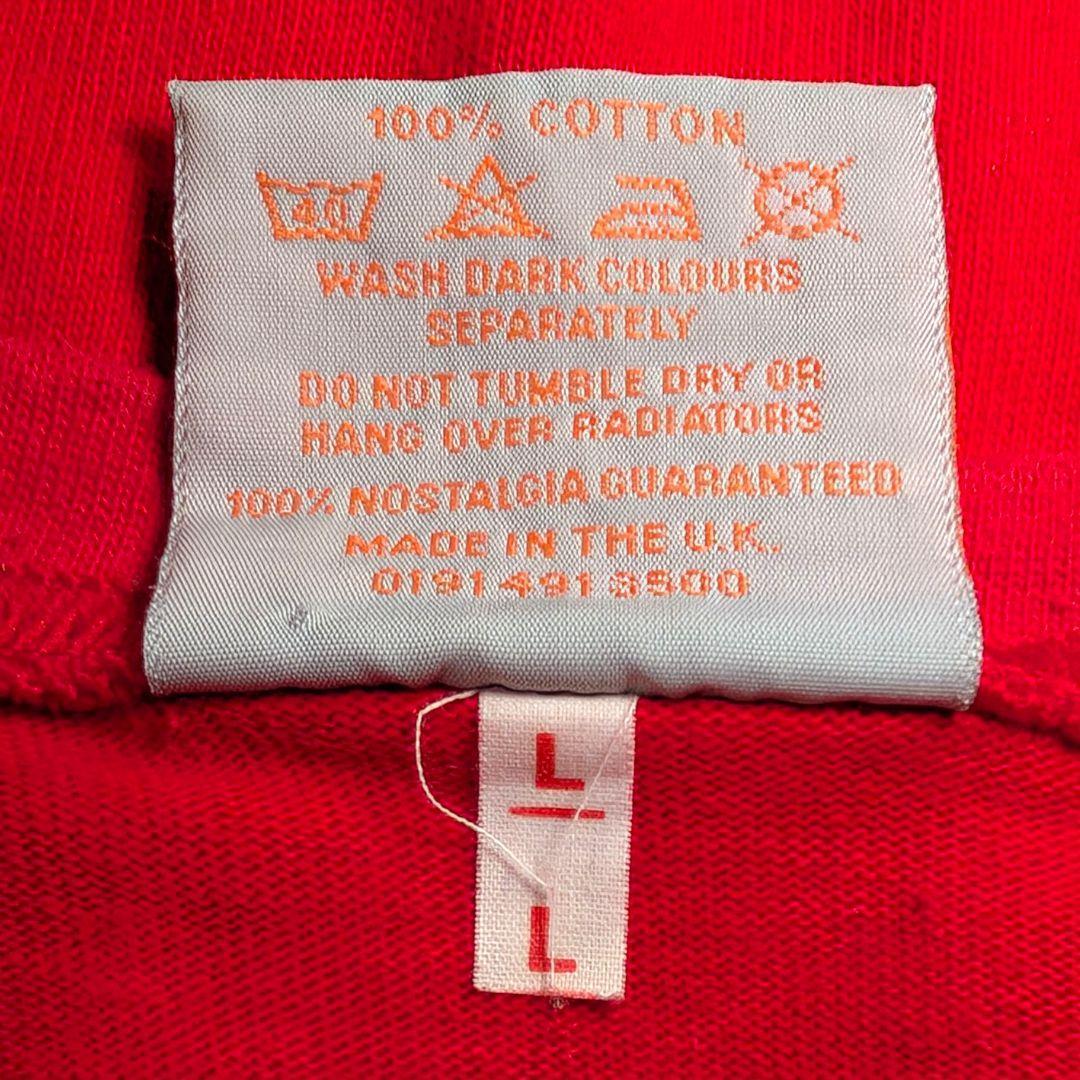 100% COTTON
40
WASH DARK COLOURS
SEPARATELY
DO NOT TUMBLE DRY OR
HANG OVER RADIATORS
100% NOSTALGIA GUARANTEED
MADE IN THE U.K.
0191 491 3500
L
L